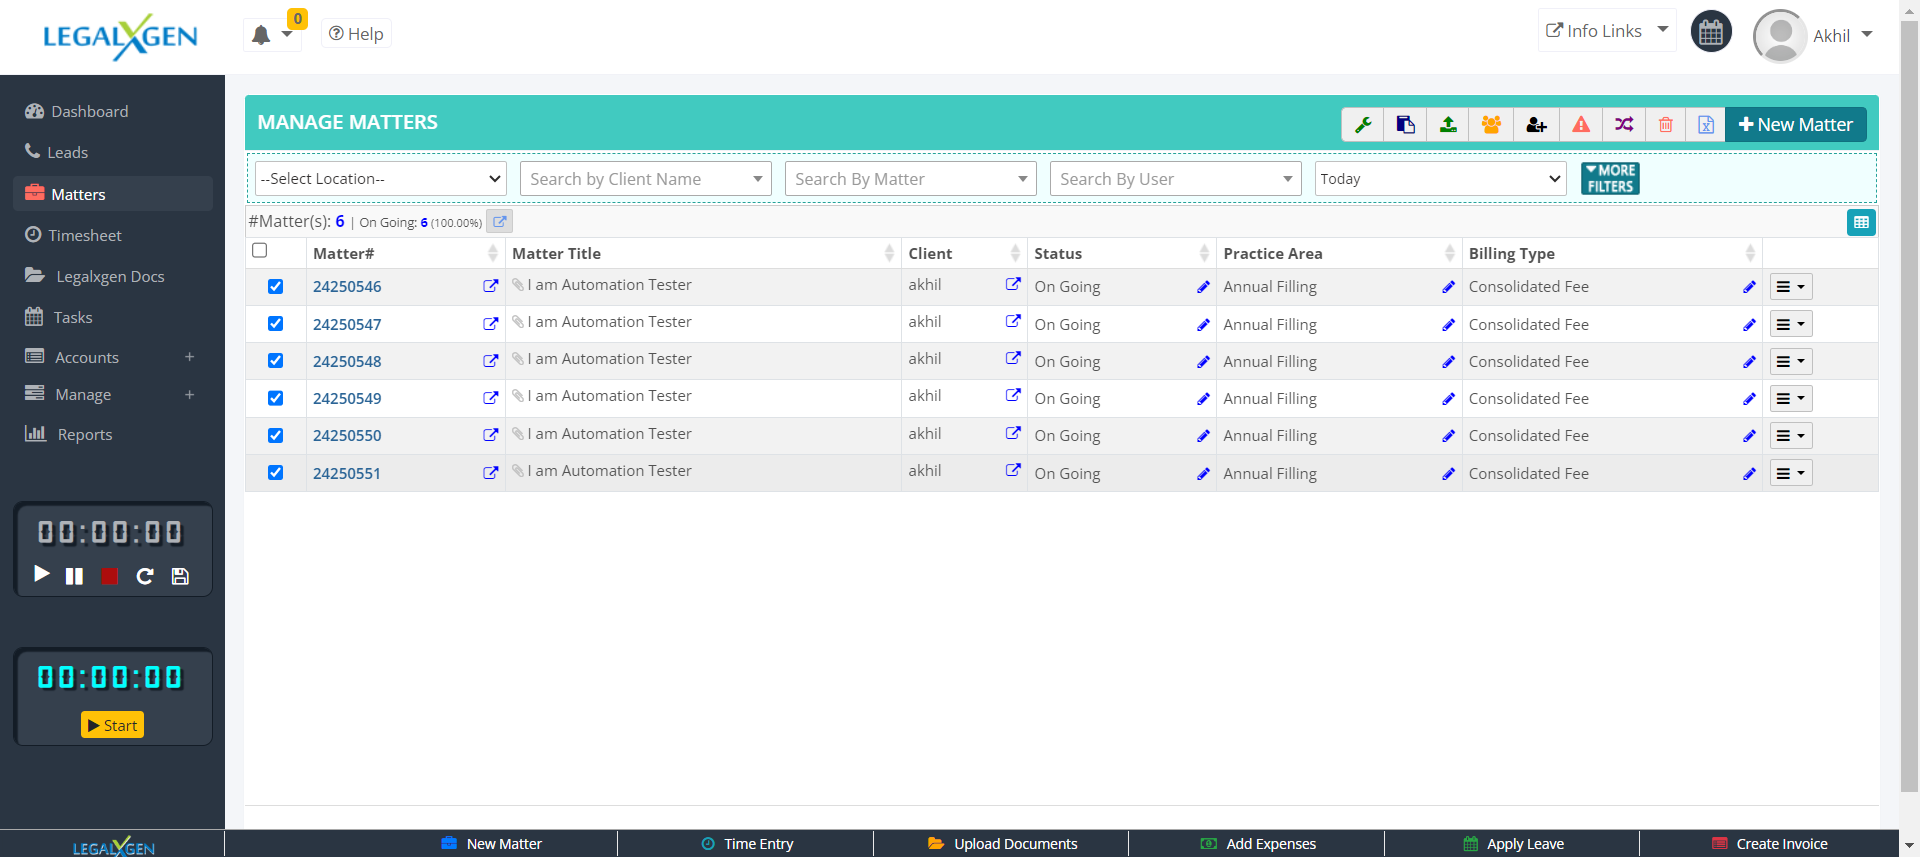 LEGALXGEN
0
Help
Info Links
Akhil
Dashboard
Leads
Matters
Timesheet
Legalxgen Docs
Tasks
Accounts +
Manage +
Reports
00:00:00
00:00:00
Start
MANAGE MATTERS
New Matter
--Select Location--
Search by Client Name
Search By Matter
Search By User
Today
MORE
FILTERS
#Matter(s): 6 | On Going: 6 (100.00%)
Matter# Matter Title Client Status Practice Area Billing Type
24250546 I am Automation Tester akhil On Going Annual Filling Consolidated Fee
24250547 I am Automation Tester akhil On Going Annual Filling Consolidated Fee
24250548 I am Automation Tester akhil On Going Annual Filling Consolidated Fee
24250549 I am Automation Tester akhil On Going Annual Filling Consolidated Fee
24250550 I am Automation Tester akhil On Going Annual Filling Consolidated Fee
24250551 I am Automation Tester akhil On Going Annual Filling Consolidated Fee
LEGALXGEN
New Matter
Time Entry
Upload Documents
Add Expenses
Apply Leave
Create Invoice